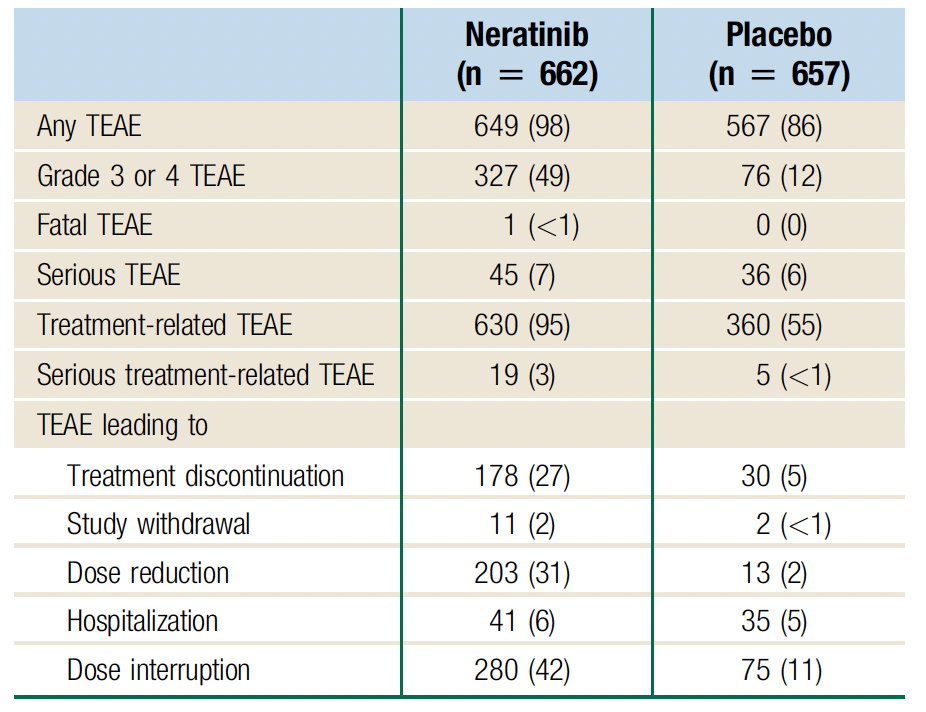 Neratinib Placebo
(n = 662) (n = 657)
Any TEAE 649 (98) 567 (86)
Grade 3 or 4 TEAE 327 (49) 76 (12)
Fatal TEAE 1 (<1) 0 (0)
Serious TEAE 45 (7) 36 (6)
Treatment-related TEAE 630 (95) 360 (55)
Serious treatment-related TEAE 19 (3) 5 (<1)
TEAE leading to
Treatment discontinuation 178 (27) 30 (5)
Study withdrawal 11 (2) 2 (<1)
Dose reduction 203 (31) 13 (2)
Hospitalization 41 (6) 35 (5)
Dose interruption 280 (42) 75 (11)